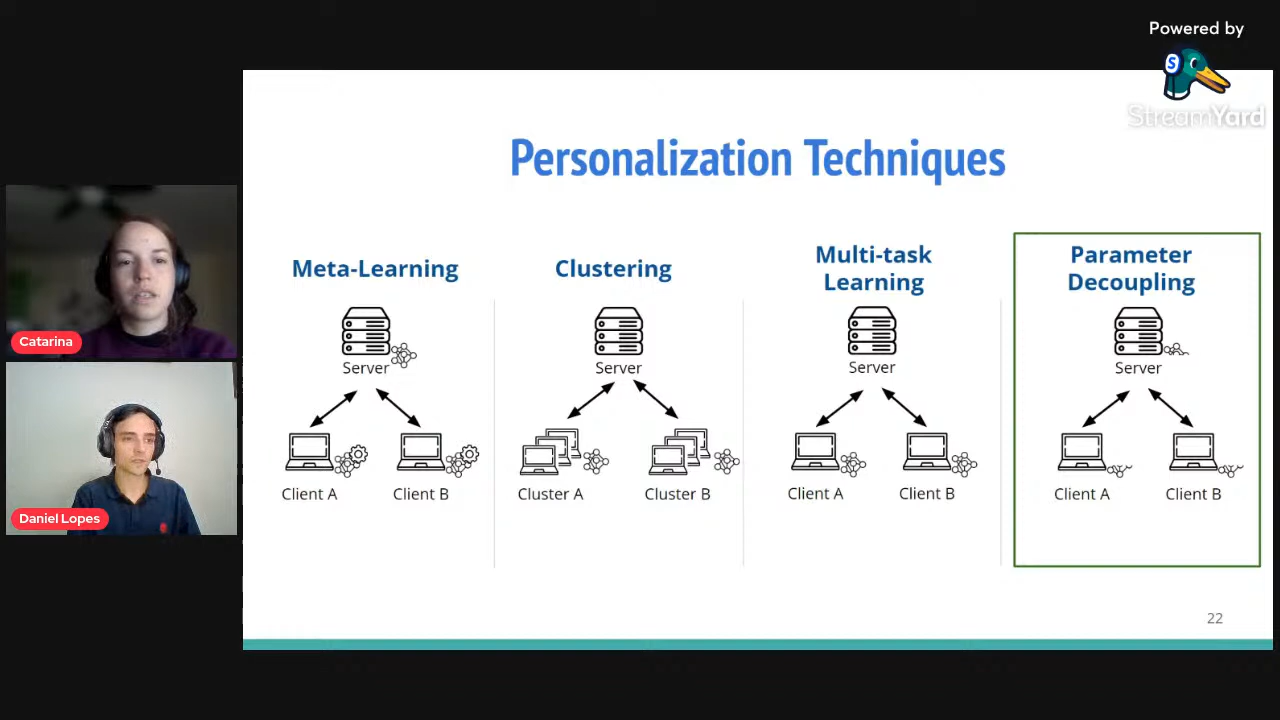 Powered by
StreamYard
Personalization Techniques
Meta-Learning
Server
Client A
Client B
Clustering
Server
Cluster A
Cluster B
Multi-task
Learning
Server
Client A
Client B
Parameter
Decoupling
Server
Client A
Client B
Catarina
Daniel Lopes
22